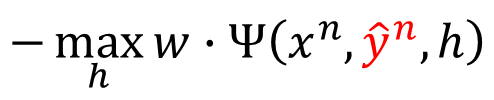 − max w · Ψ(xⁿ, ŷⁿ, h)
h